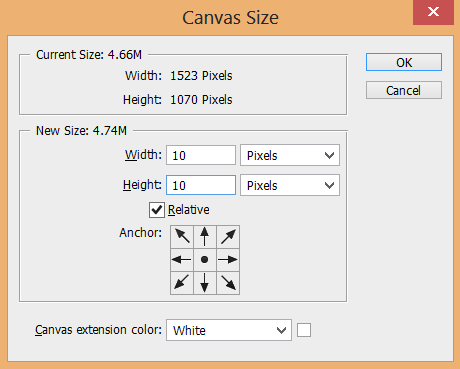 Canvas Size
Current Size: 4.66M
Width: 1523 Pixels
Height: 1070 Pixels
OK
Cancel
New Size: 4.74M
Width: 10 Pixels
Height: 10 Pixels
Relative
Anchor:
Canvas extension color: White